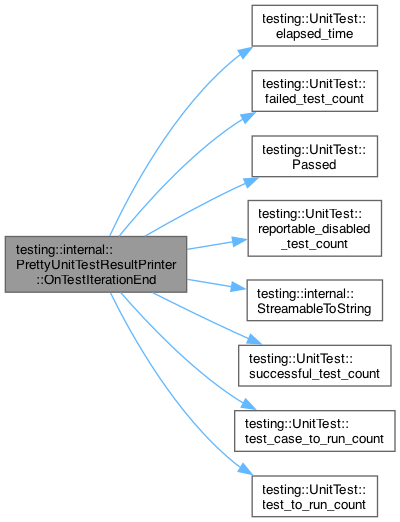 testing::UnitTest::
elapsed_time
testing::UnitTest::
failed_test_count
testing::UnitTest::
Passed
testing::UnitTest::
reportable_disabled
_test_count
testing::internal::
PrettyUnitTestResultPrinter
::OnTestIterationEnd
testing::internal::
StreamableToString
testing::UnitTest::
successful_test_count
testing::UnitTest::
test_case_to_run_count
testing::UnitTest::
test_to_run_count